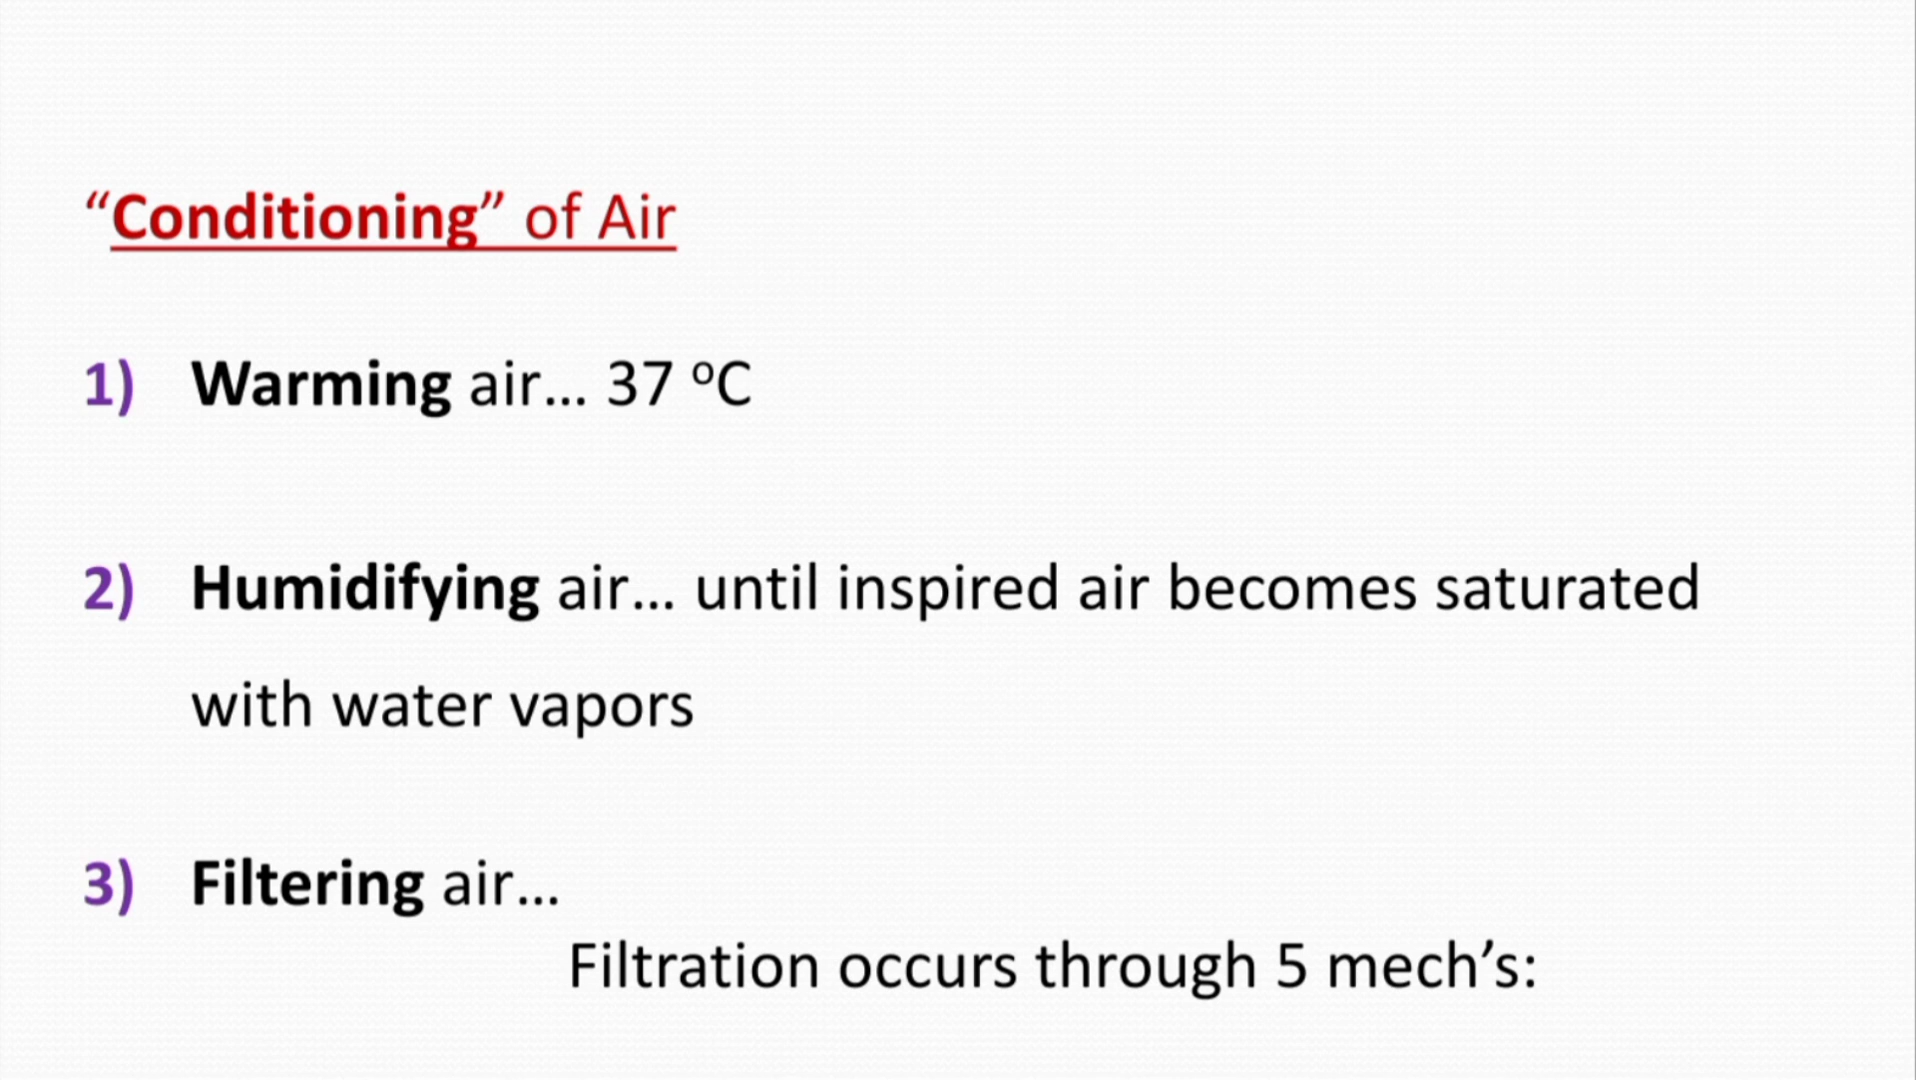 “Conditioning” of Air
1) Warming air... 37 ºC
2) Humidifying air... until inspired air becomes saturated
with water vapors
3) Filtering air...
Filtration occurs through 5 mech’s: